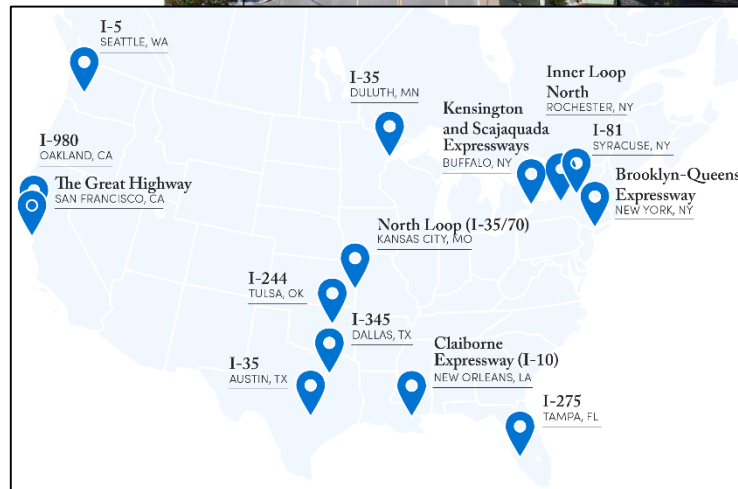 I-5
SEATTLE, WA
I-35
DULUTH, MN
Inner Loop
North
ROCHESTER, NY
Kensington
and Scajaquada
Expressways
BUFFALO, NY
I-81
SYRACUSE, NY
I-980
OAKLAND, CA
The Great Highway
SAN FRANCISCO, CA
Brooklyn-Queens
Expressway
NEW YORK, NY
North Loop (I-35/70)
KANSAS CITY, MO
I-244
TULSA, OK
I-345
DALLAS, TX
I-35
AUSTIN, TX
Claiborne
Expressway (I-10)
NEW ORLEANS, LA
I-275
TAMPA, FL